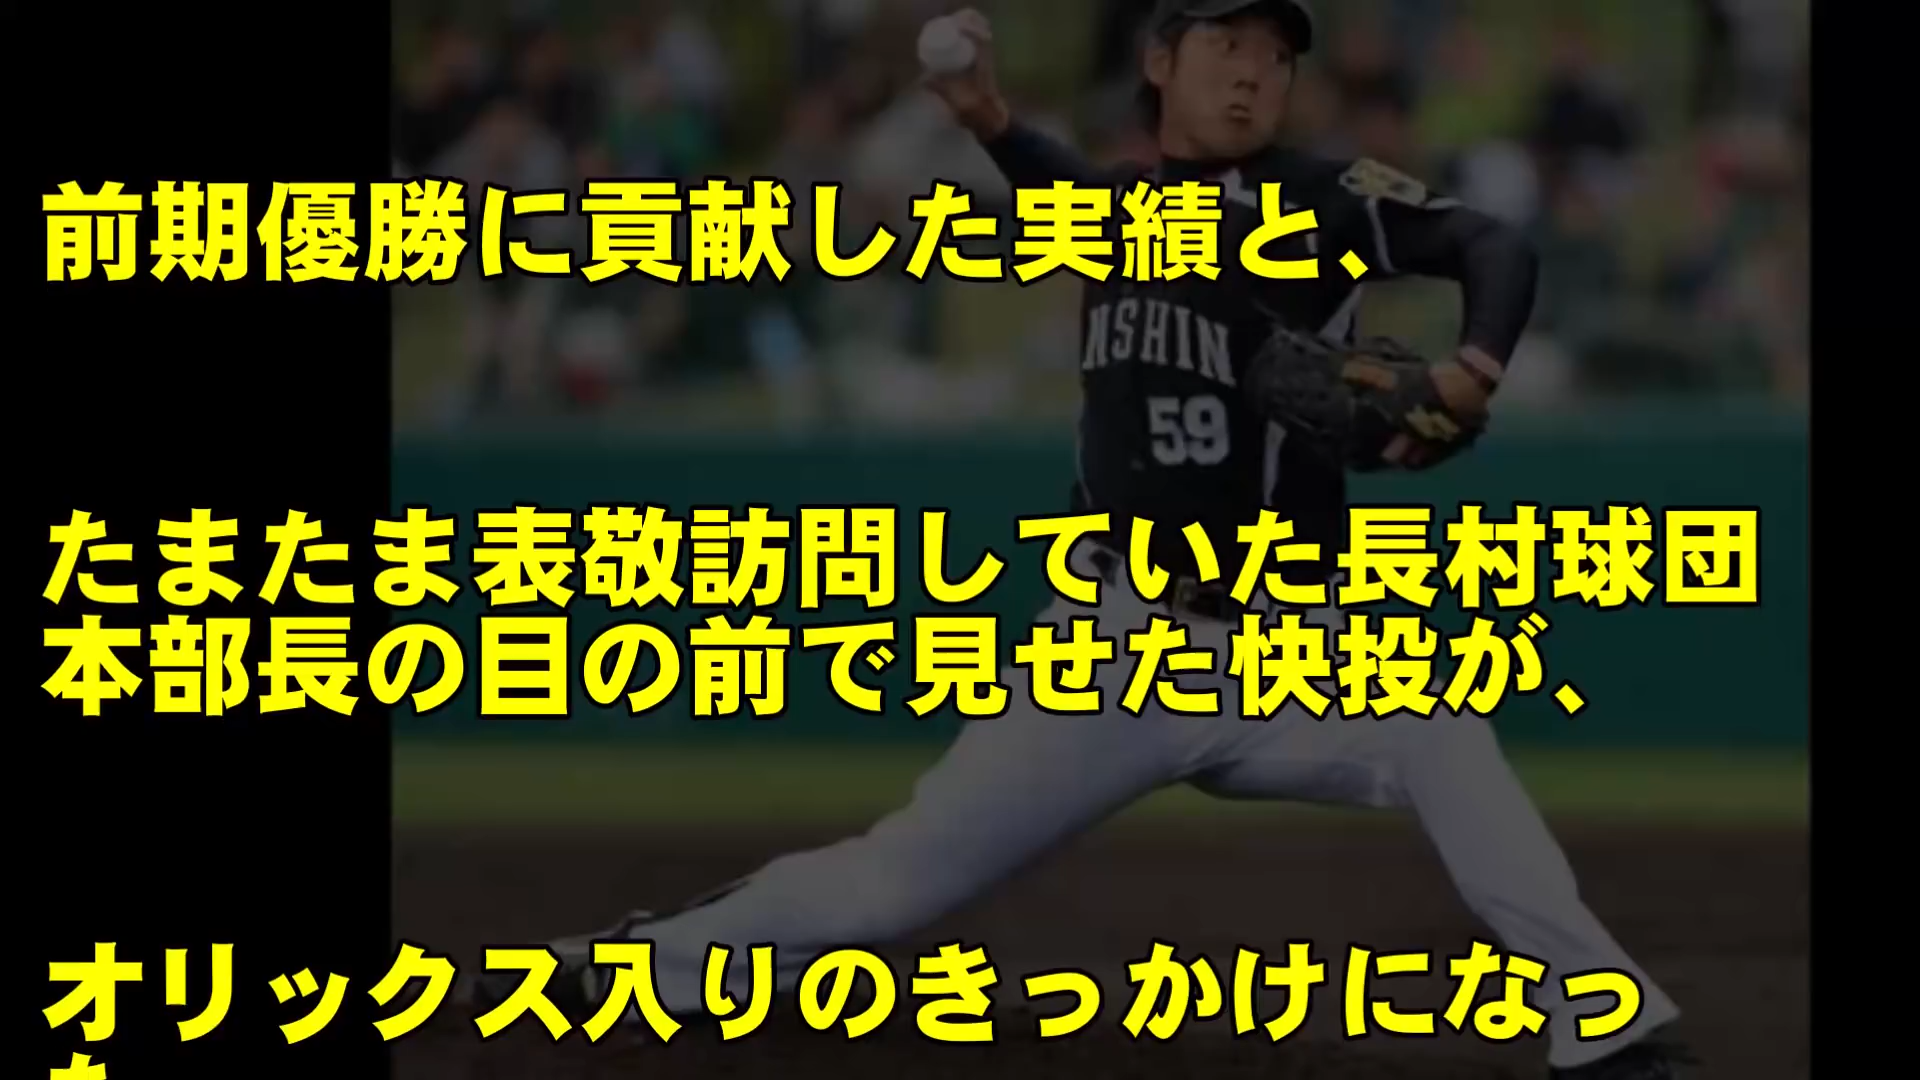 前期優勝に貢献した実績と、
NSHIN
59
たまたま表敬訪問していた長村球団
本部長の目の前で見せた快投が、
オリックス入りのきっかけになっ
た